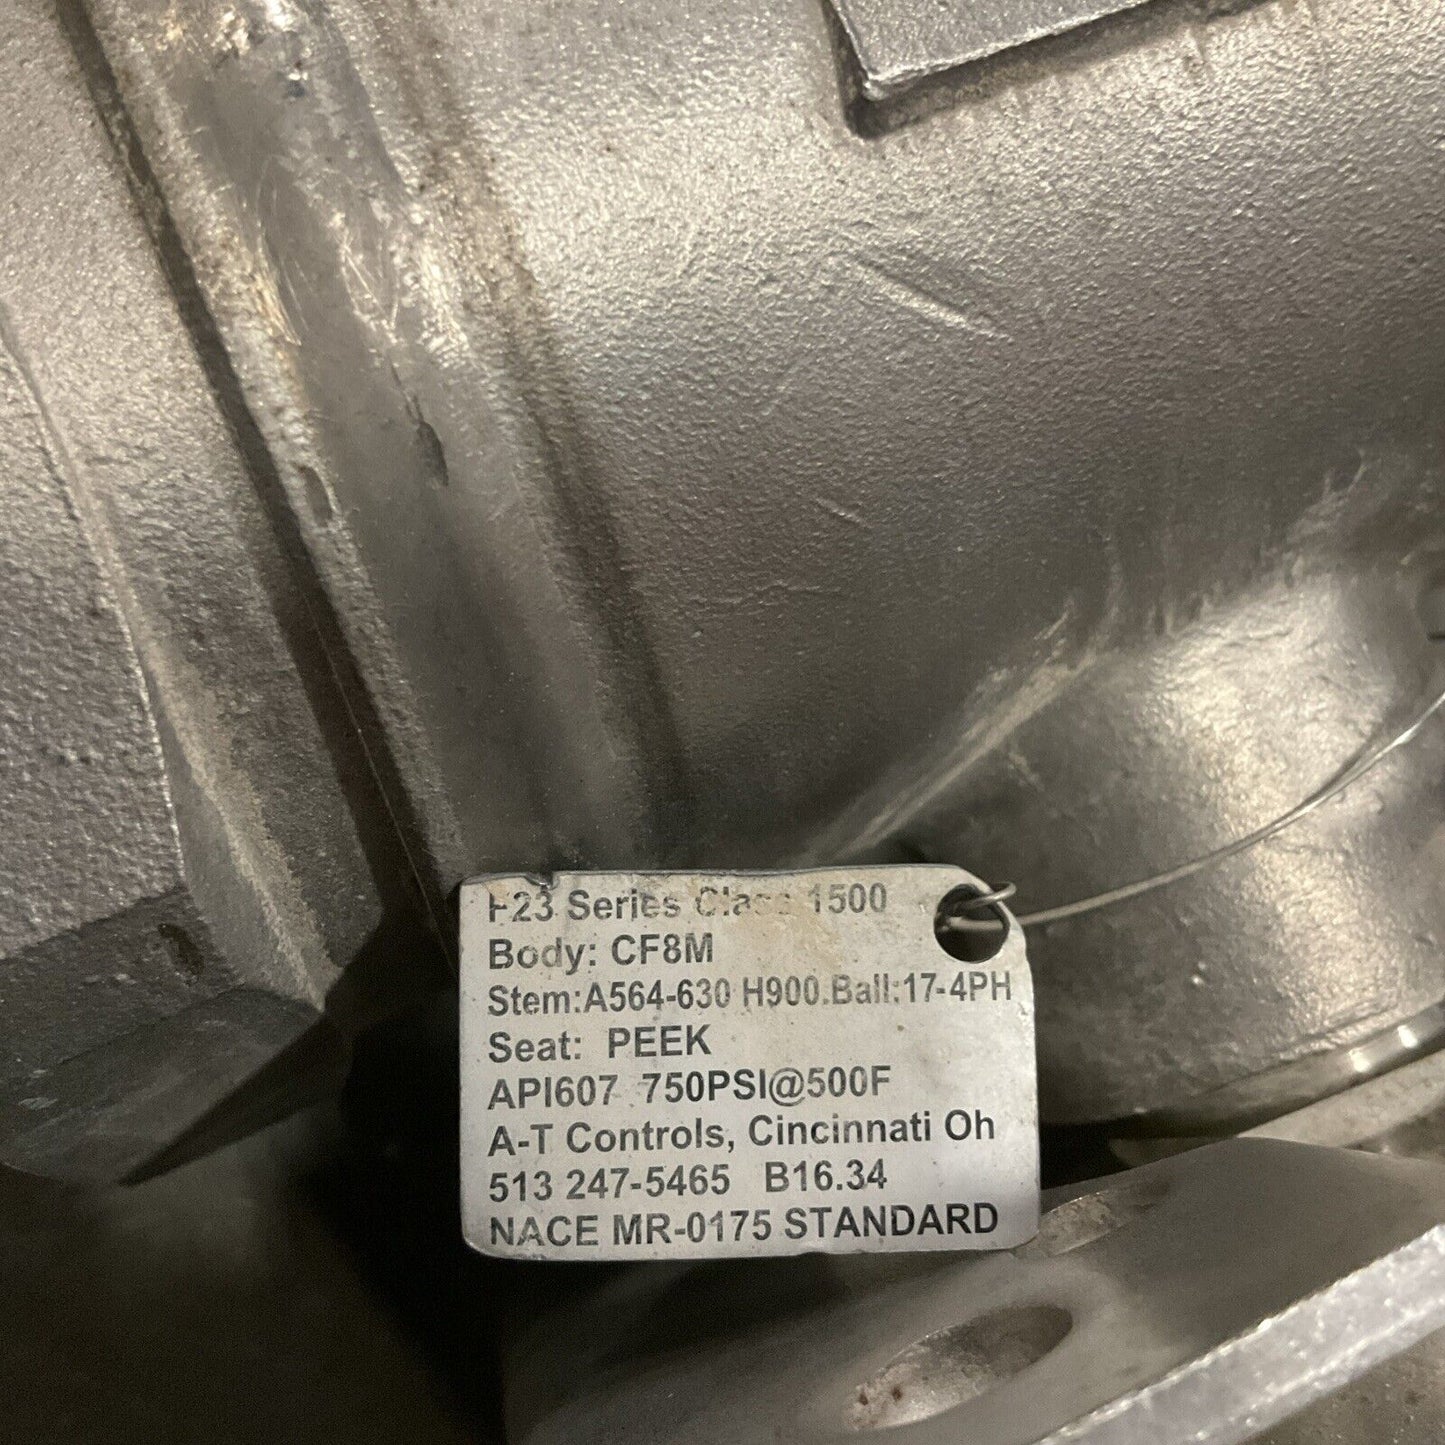 F23 Series Class 1500
Body: CF8M
Stem:A564-630 H900.Ball:17-4PH
Seat: PEEK
API607 750PSI@500F
A-T Controls, Cincinnati Oh
513 247-5465 B16.34
NACE MR-0175 STANDARD